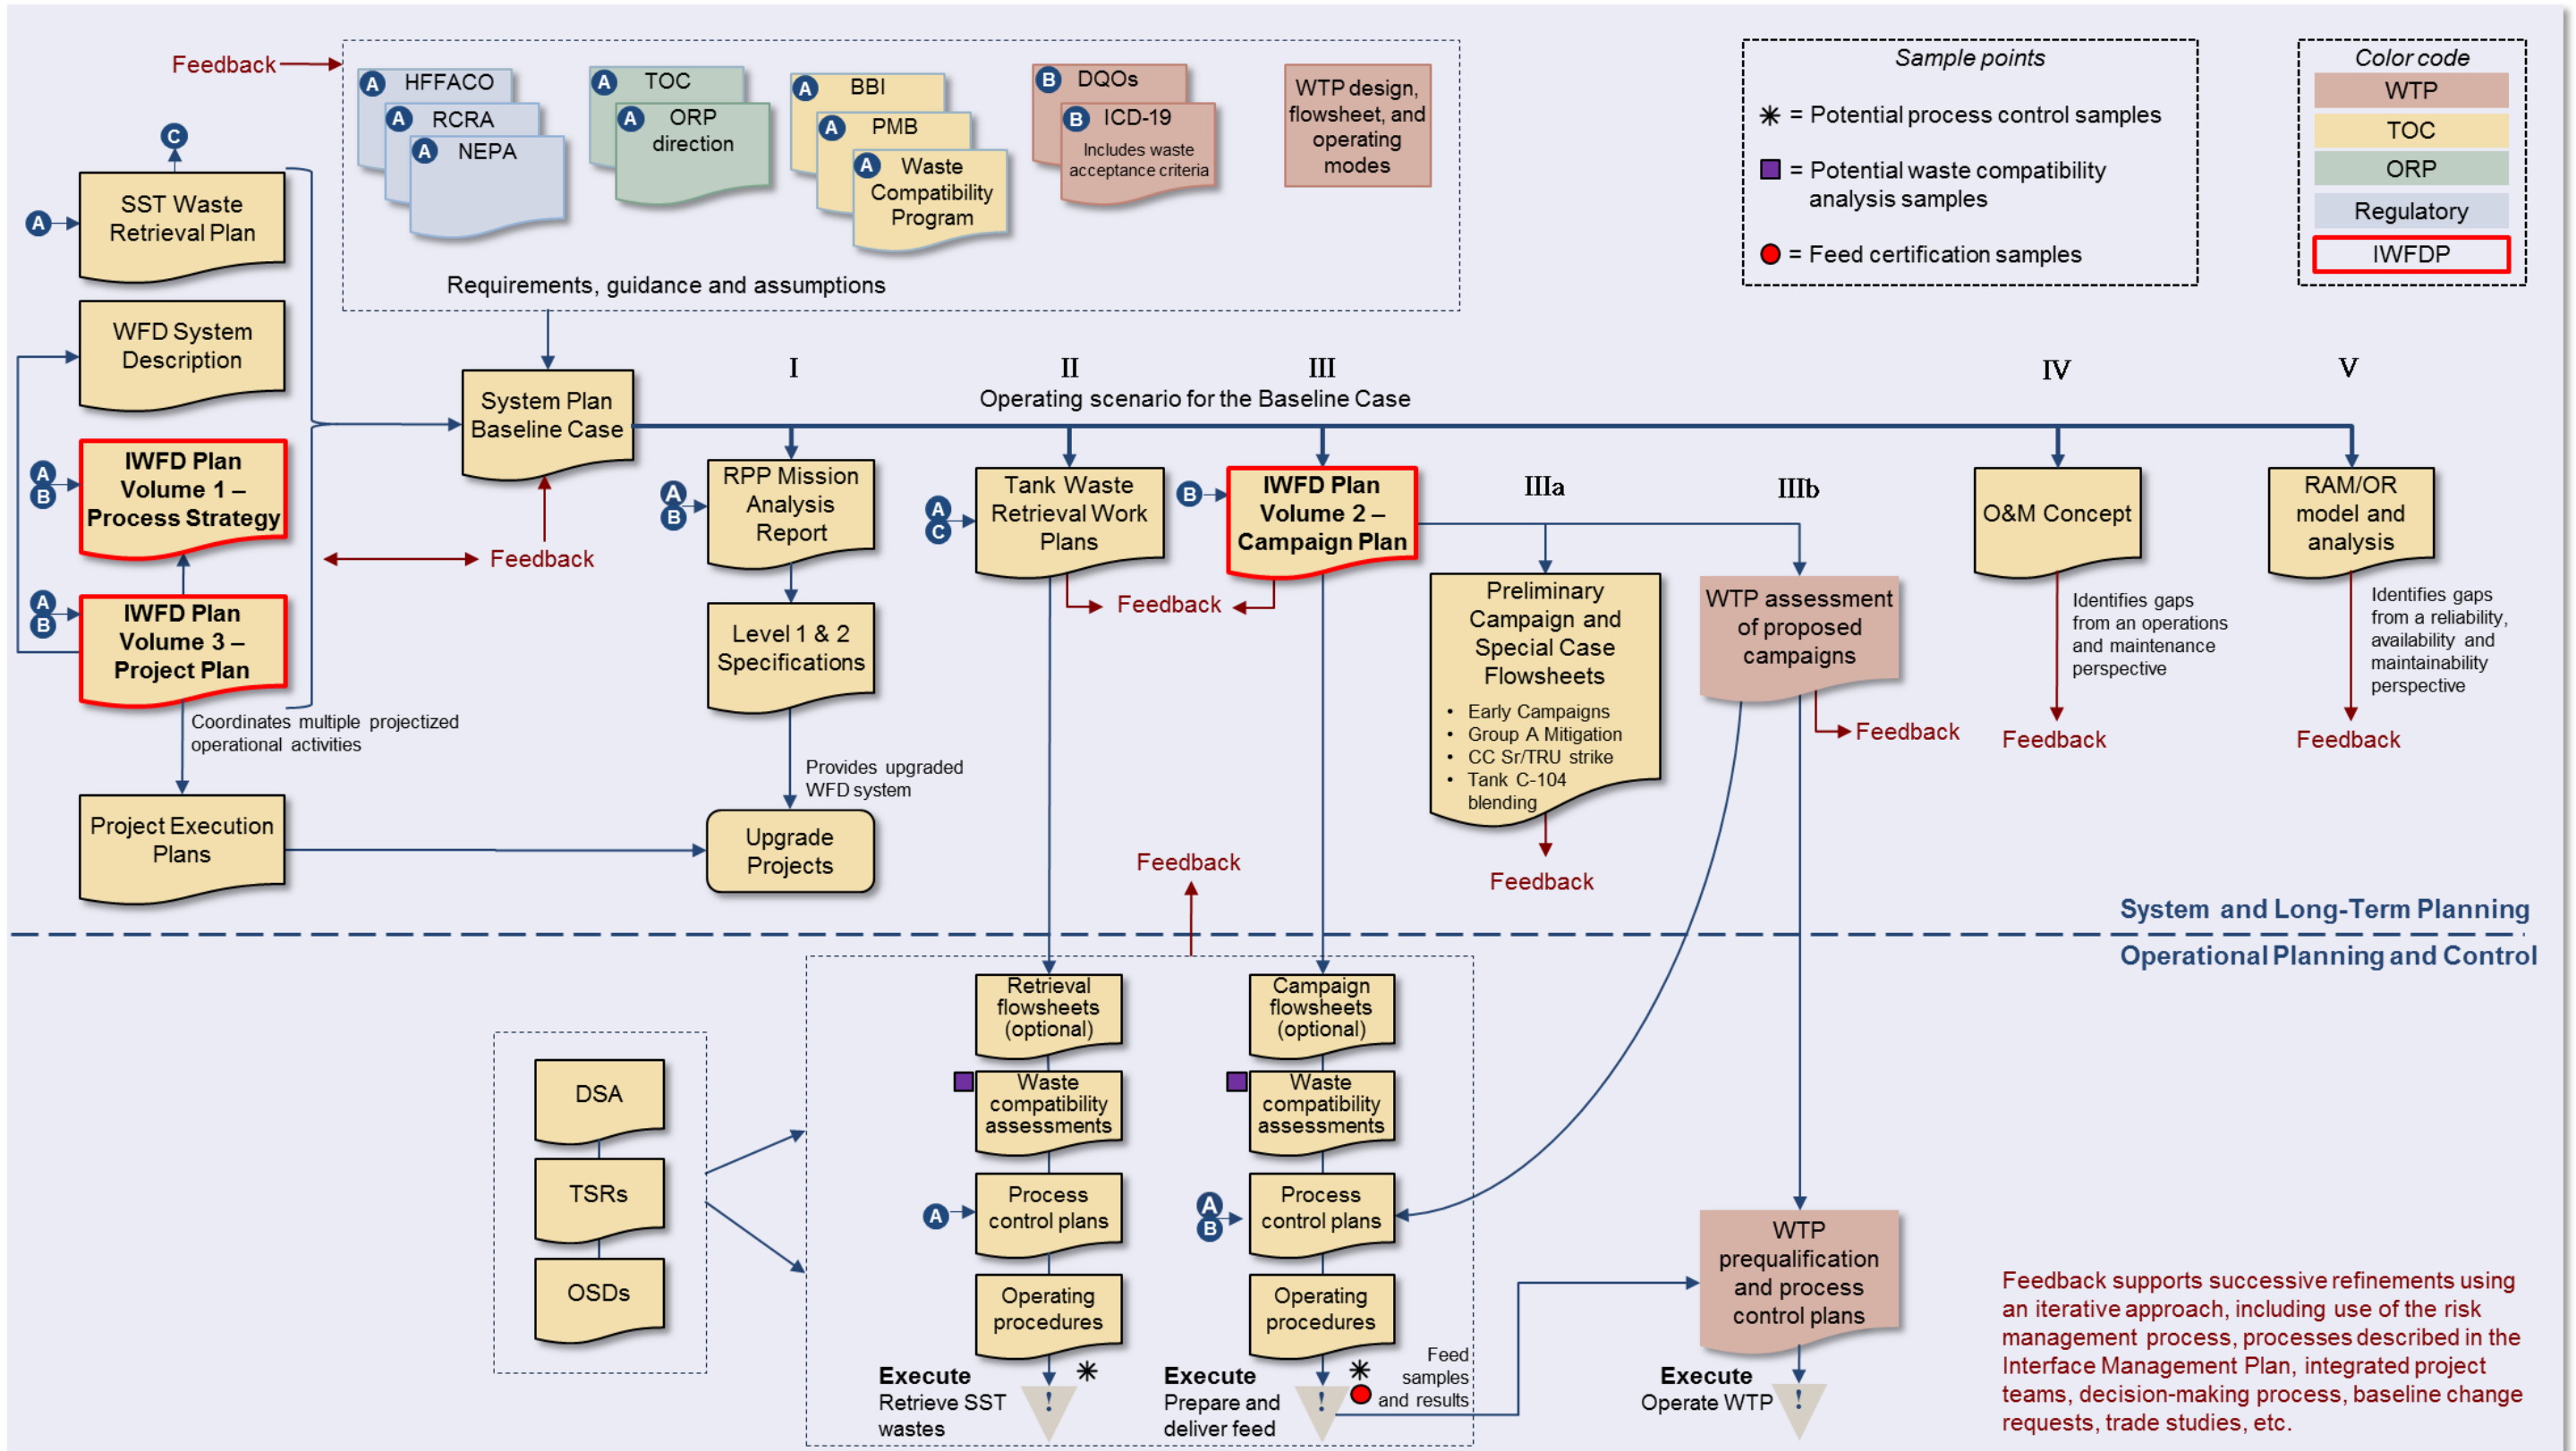 Feedback
A HFFACO
A RCRA
A NEPA
A TOC
A ORP
direction
A BBI
A PMB
A Waste
Compatibility
Program
B DQOs
B ICD-19
Includes waste
acceptance criteria
WTP design,
flowsheet, and
operating
modes
Requirements, guidance and assumptions
Sample points
= Potential process control samples
= Potential waste compatibility
analysis samples
= Feed certification samples
Color code
WTP
TOC
ORP
Regulatory
IWFDP
C
A
SST Waste
Retrieval Plan
WFD System
Description
A
B
IWFD Plan
Volume 1 –
Process Strategy
A
B
IWFD Plan
Volume 3 –
Project Plan
Coordinates multiple projectized
operational activities
Project Execution
Plans
System Plan
Baseline Case
Feedback
I
II
III
IV
V
Operating scenario for the Baseline Case
A
B
RPP Mission
Analysis
Report
Level 1 & 2
Specifications
Provides upgraded
WFD system
Upgrade
Projects
A
C
Tank Waste
Retrieval Work
Plans
Feedback
B
IWFD Plan
Volume 2 –
Campaign Plan
IIIa
IIIb
Preliminary
Campaign and
Special Case
Flowsheets
• Early Campaigns
• Group A Mitigation
• CC Sr/TRU strike
• Tank C-104
blending
Feedback
WTP assessment
of proposed
campaigns
Feedback
O&M Concept
Identifies gaps
from an operations
and maintenance
perspective
Feedback
RAM/OR
model and
analysis
Identifies gaps
from a reliability,
availability and
maintainability
perspective
Feedback
Feedback
System and Long-Term Planning
Operational Planning and Control
DSA
TSRs
OSDs
Retrieval
flowsheets
(optional)
Waste
compatibility
assessments
A
Process
control plans
Operating
procedures
Execute
Retrieve SST
wastes
!
Campaign
flowsheets
(optional)
Waste
compatibility
assessments
A
B
Process
control plans
Operating
procedures
Execute
Prepare and
deliver feed
!
Feed
samples
and results
WTP
prequalification
and process
control plans
Execute
Operate WTP
!
Feedback supports successive refinements using
an iterative approach, including use of the risk
management process, processes described in the
Interface Management Plan, integrated project
teams, decision-making process, baseline change
requests, trade studies, etc.